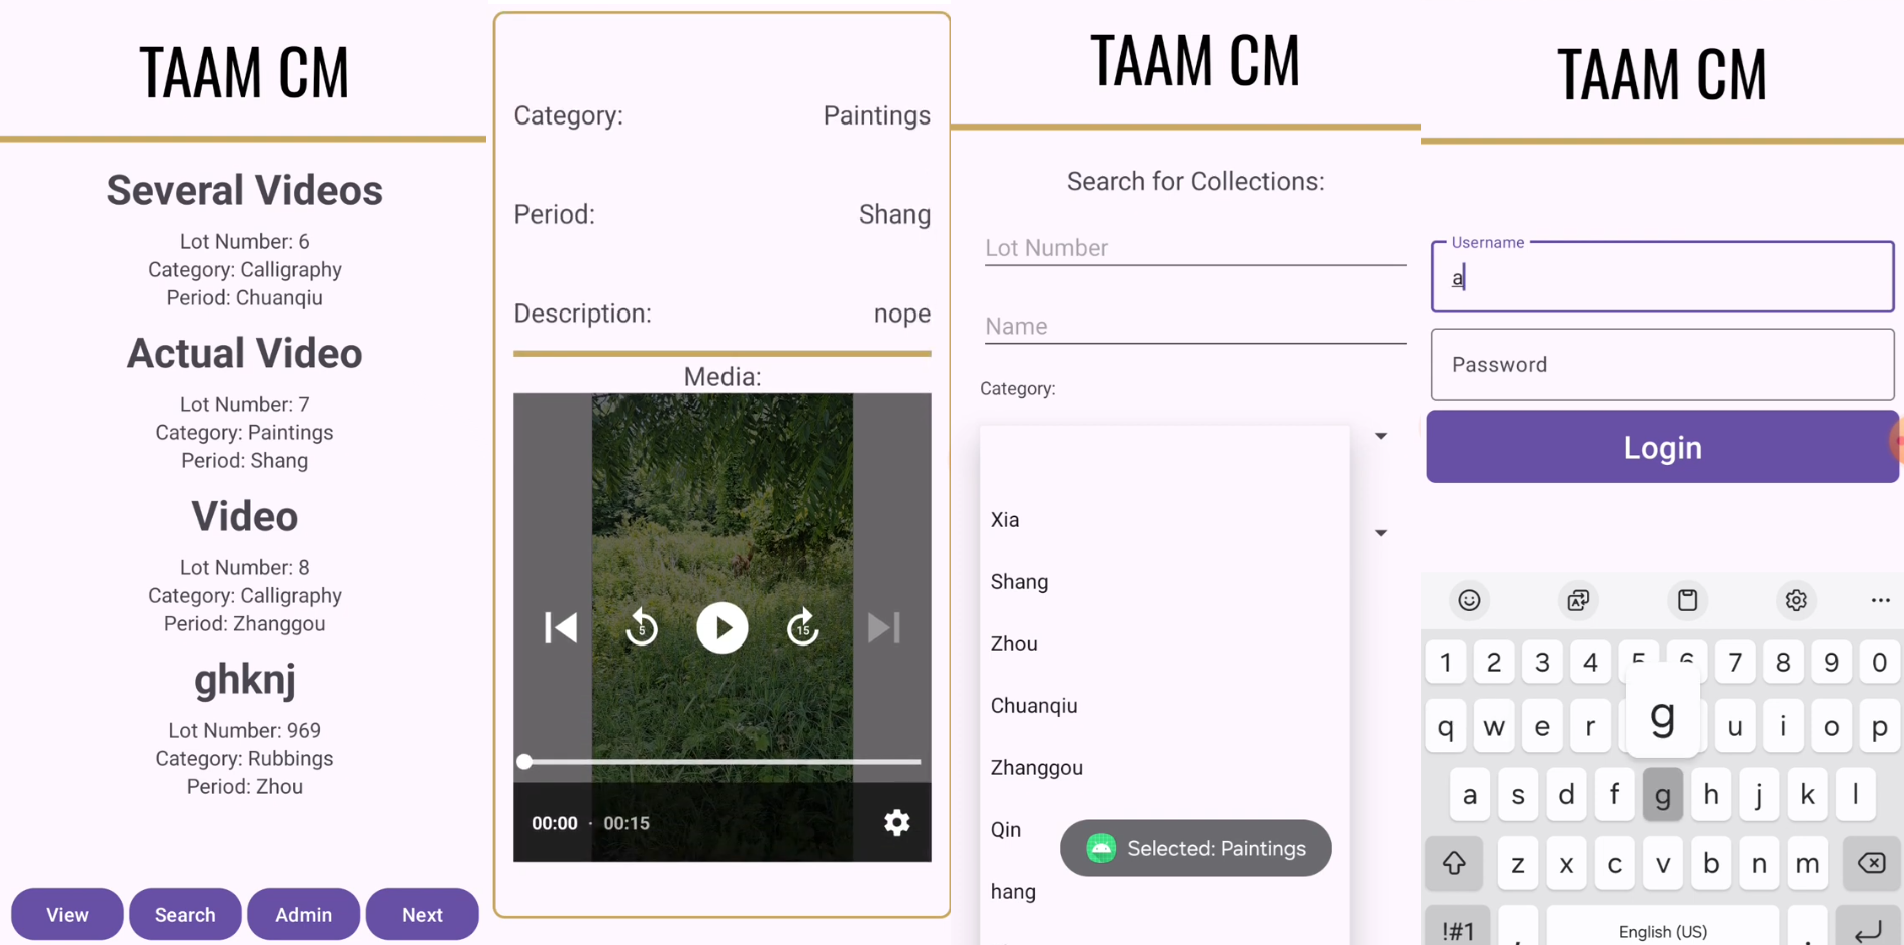 TAAM CM
Several Videos
Lot Number: 6
Category: Calligraphy
Period: Chuanqiu
Actual Video
Lot Number: 7
Category: Paintings
Period: Shang
Video
Lot Number: 8
Category: Calligraphy
Period: Zhanggou
ghknj
Lot Number: 969
Category: Rubbings
Period: Zhou
View Search Admin Next
Category: Paintings
Period: Shang
Description: nope
Media:
5 15
00:00 · 00:15
TAAM CM
Search for Collections:
Lot Number
Name
Category:
Xia
Shang
Zhou
Chuanqiu
Zhanggou
Qin
Selected: Paintings
hang
TAAM CM
Username
a
Password
Login
1 2 3 4 5 6 7 8 9 0
q w e r g u i o p
a s d f g h j k l
z x c v b n m
!#1 , English (US) .